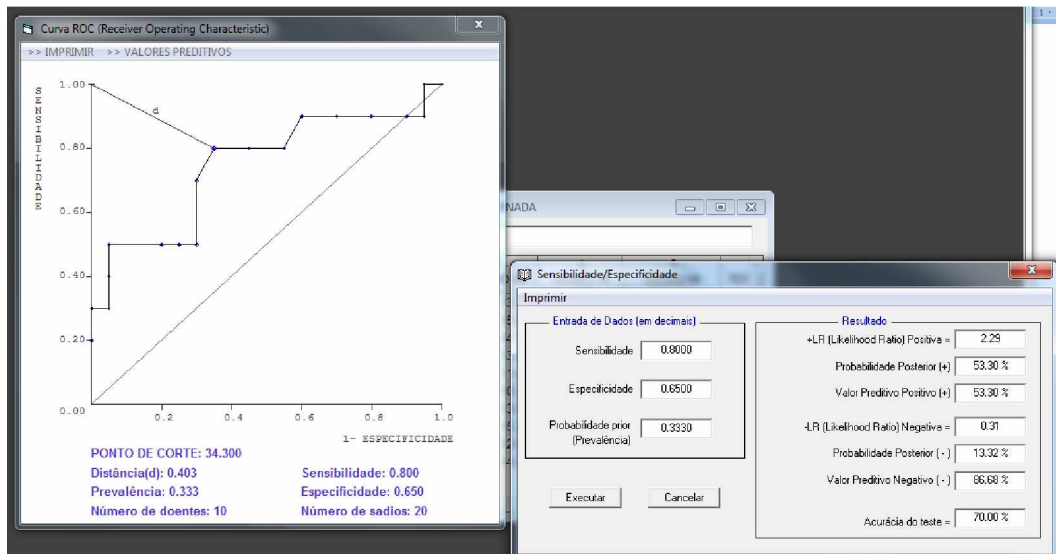 Curva ROC (Receiver Operating Characteristic)
>> IMPRIMIR >> VALORES PREDITIVOS
SENSIBILIDADE
1.00
0.80
0.60
0.40
0.20
0.00
d
0.2 0.4 0.6 0.8 1.0
1- ESPECIFICIDADE
PONTO DE CORTE: 34.300
Distância(d): 0.403 Sensibilidade: 0.800
Prevalência: 0.333 Especificidade: 0.650
Número de doentes: 10 Número de sadios: 20
NADA
Sensibilidade/Especificidade
Imprimir
Entrada de Dados (em decimais)
Sensibilidade 0.8000
Especificidade 0.6500
Probabilidade prior
(Prevalência) 0.3330
Executar Cancelar
Resultado
+LR (Likelihood Ratio) Positiva = 2.29
Probabilidade Posterior (+) 53.30 %
Valor Preditivo Positivo (+) 53.30 %
-LR (Likelihood Ratio) Negativa = 0.31
Probabilidade Posterior ( - ) 13.32 %
Valor Preditivo Negativo ( - ) 86.68 %
Acurácia do teste = 70.00 %
1